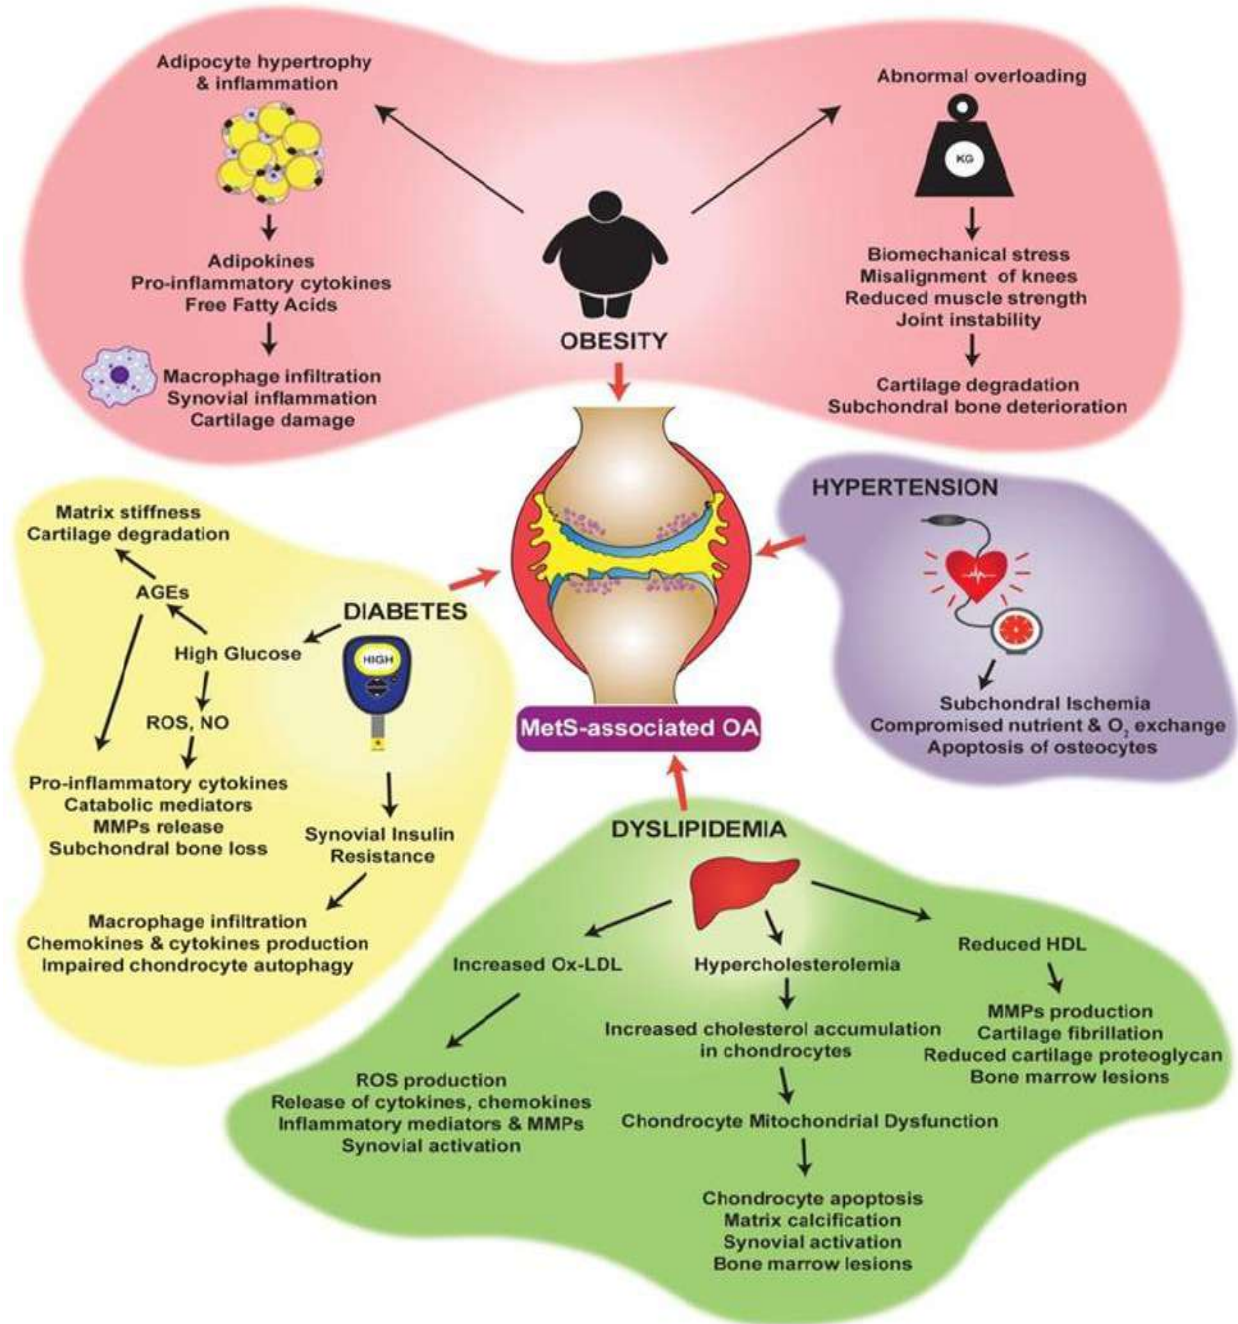 Adipocyte hypertrophy
& inflammation
Adipokines
Pro-inflammatory cytokines
Free Fatty Acids
Macrophage infiltration
Synovial inflammation
Cartilage damage
OBESITY
Abnormal overloading
KG
Biomechanical stress
Misalignment of knees
Reduced muscle strength
Joint instability
Cartilage degradation
Subchondral bone deterioration
HYPERTENSION
Subchondral Ischemia
Compromised nutrient & O₂ exchange
Apoptosis of osteocytes
Matrix stiffness
Cartilage degradation
AGEs
DIABETES
High Glucose
HIGH
ROS, NO
Pro-inflammatory cytokines
Catabolic mediators
MMPs release
Subchondral bone loss
Synovial Insulin
Resistance
Macrophage infiltration
Chemokines & cytokines production
Impaired chondrocyte autophagy
MetS-associated OA
DYSLIPIDEMIA
Increased Ox-LDL
ROS production
Release of cytokines, chemokines
Inflammatory mediators & MMPs
Synovial activation
Hypercholesterolemia
Increased cholesterol accumulation
in chondrocytes
Chondrocyte Mitochondrial Dysfunction
Chondrocyte apoptosis
Matrix calcification
Synovial activation
Bone marrow lesions
Reduced HDL
MMPs production
Cartilage fibrillation
Reduced cartilage proteoglycan
Bone marrow lesions